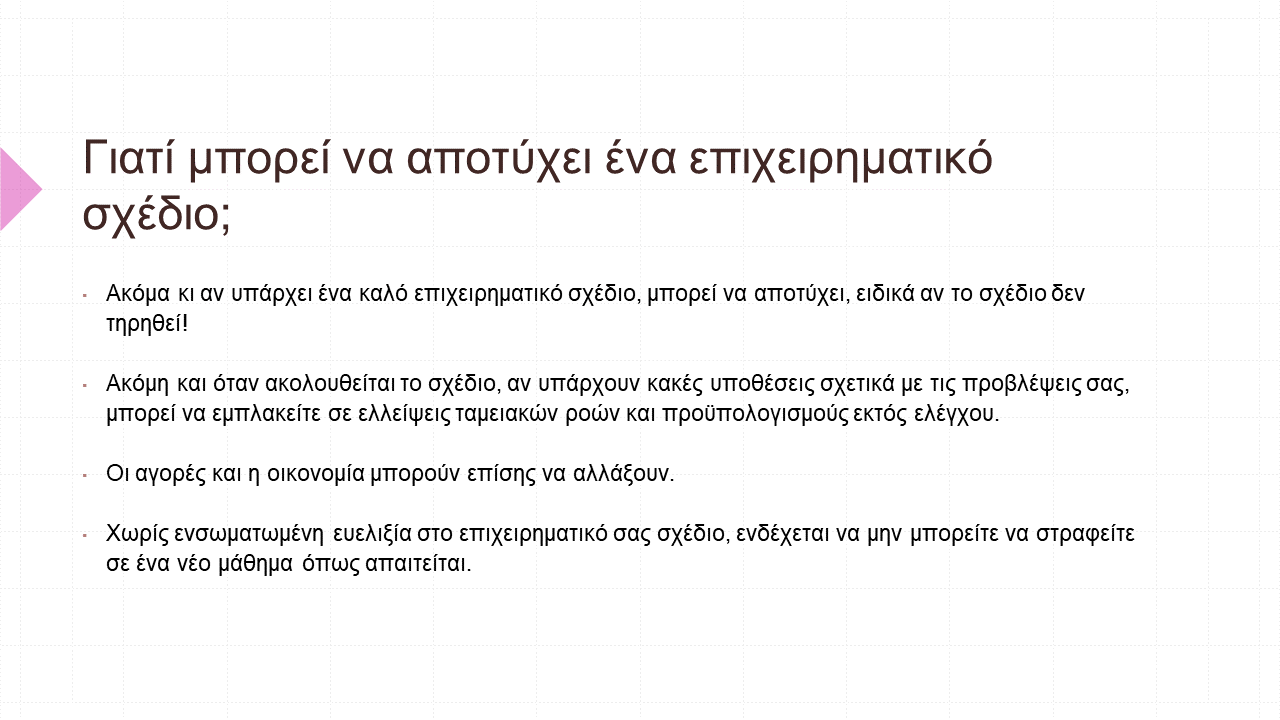 Γιατί μπορεί να αποτύχει ένα επιχειρηματικό
σχέδιο;
▪ Ακόμα κι αν υπάρχει ένα καλό επιχειρηματικό σχέδιο, μπορεί να αποτύχει, ειδικά αν το σχέδιο δεν
τηρηθεί!
▪ Ακόμη και όταν ακολουθείται το σχέδιο, αν υπάρχουν κακές υποθέσεις σχετικά με τις προβλέψεις σας,
μπορεί να εμπλακείτε σε ελλείψεις ταμειακών ροών και προϋπολογισμούς εκτός ελέγχου.
▪ Οι αγορές και η οικονομία μπορούν επίσης να αλλάξουν.
▪ Χωρίς ενσωματωμένη ευελιξία στο επιχειρηματικό σας σχέδιο, ενδέχεται να μην μπορείτε να στραφείτε
σε ένα νέο μάθημα όπως απαιτείται.